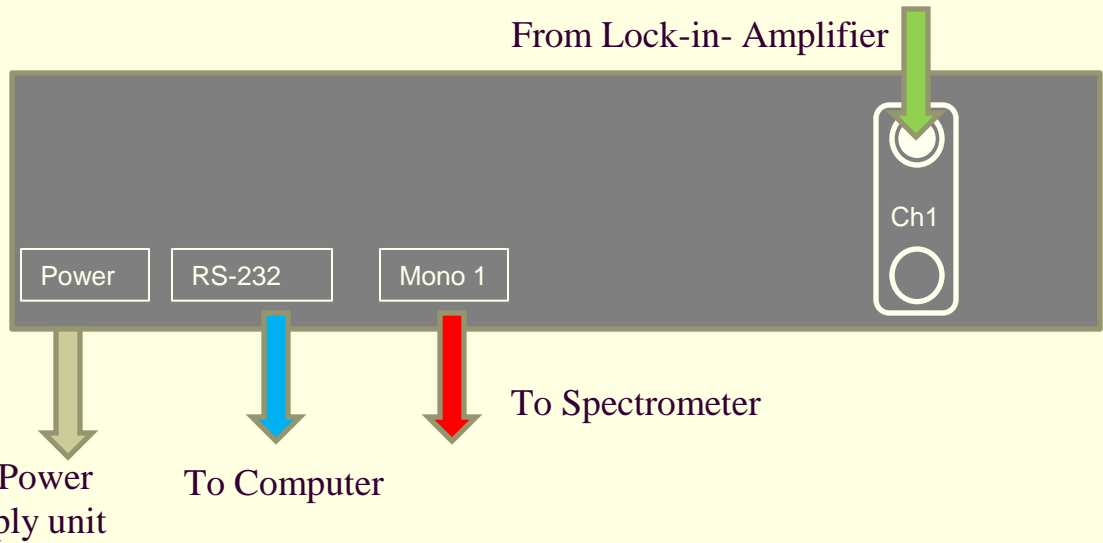 From Lock-in- Amplifier
Ch1
Power
RS-232
Mono 1
To Spectrometer
To Computer
Power
ply unit